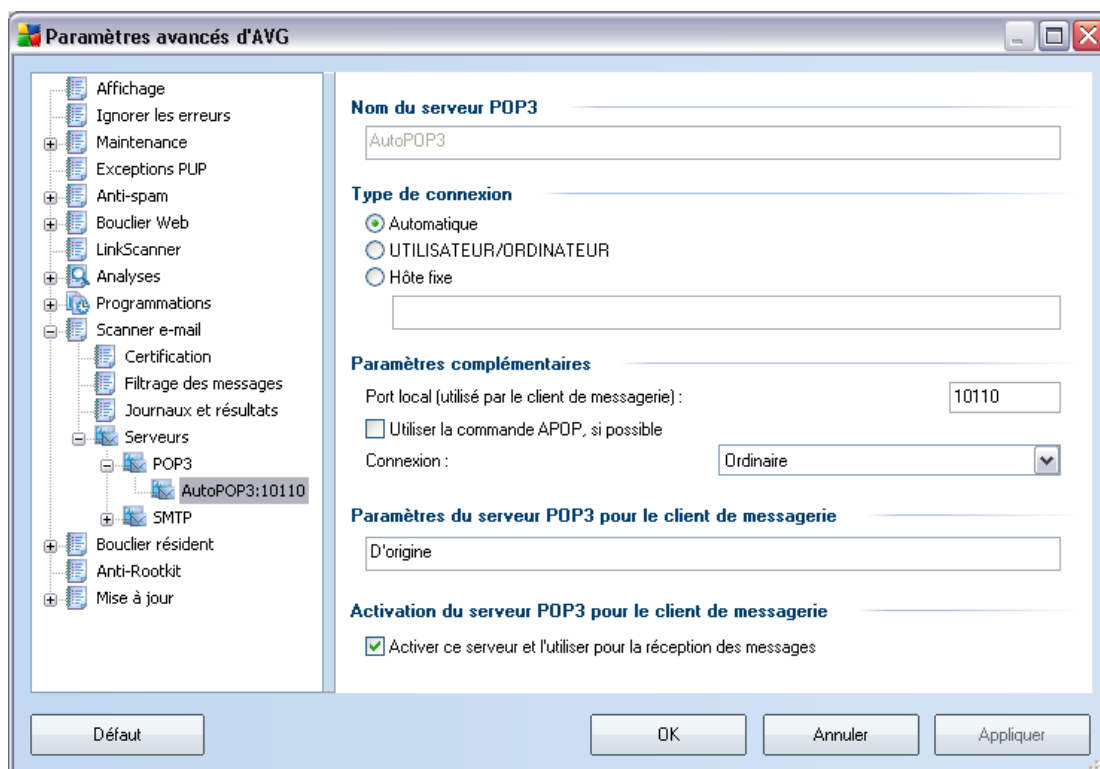 Paramètres avancés d'AVG
Affichage
Ignorer les erreurs
Maintenance
Exceptions PUP
Anti-spam
Bouclier Web
LinkScanner
Analyses
Programmations
Scanner e-mail
Certification
Filtrage des messages
Journaux et résultats
Serveurs
POP3
AutoPOP3:10110
SMTP
Bouclier résident
Anti-Rootkit
Mise à jour
Nom du serveur POP3
AutoPOP3
Type de connexion
Automatique
UTILISATEUR/ORDINATEUR
Hôte fixe
Paramètres complémentaires
Port local (utilisé par le client de messagerie) : 10110
Utiliser la commande APOP, si possible
Connexion : Ordinaire
Paramètres du serveur POP3 pour le client de messagerie
D'origine
Activation du serveur POP3 pour le client de messagerie
Activer ce serveur et l'utiliser pour la réception des messages
Défaut OK Annuler Appliquer